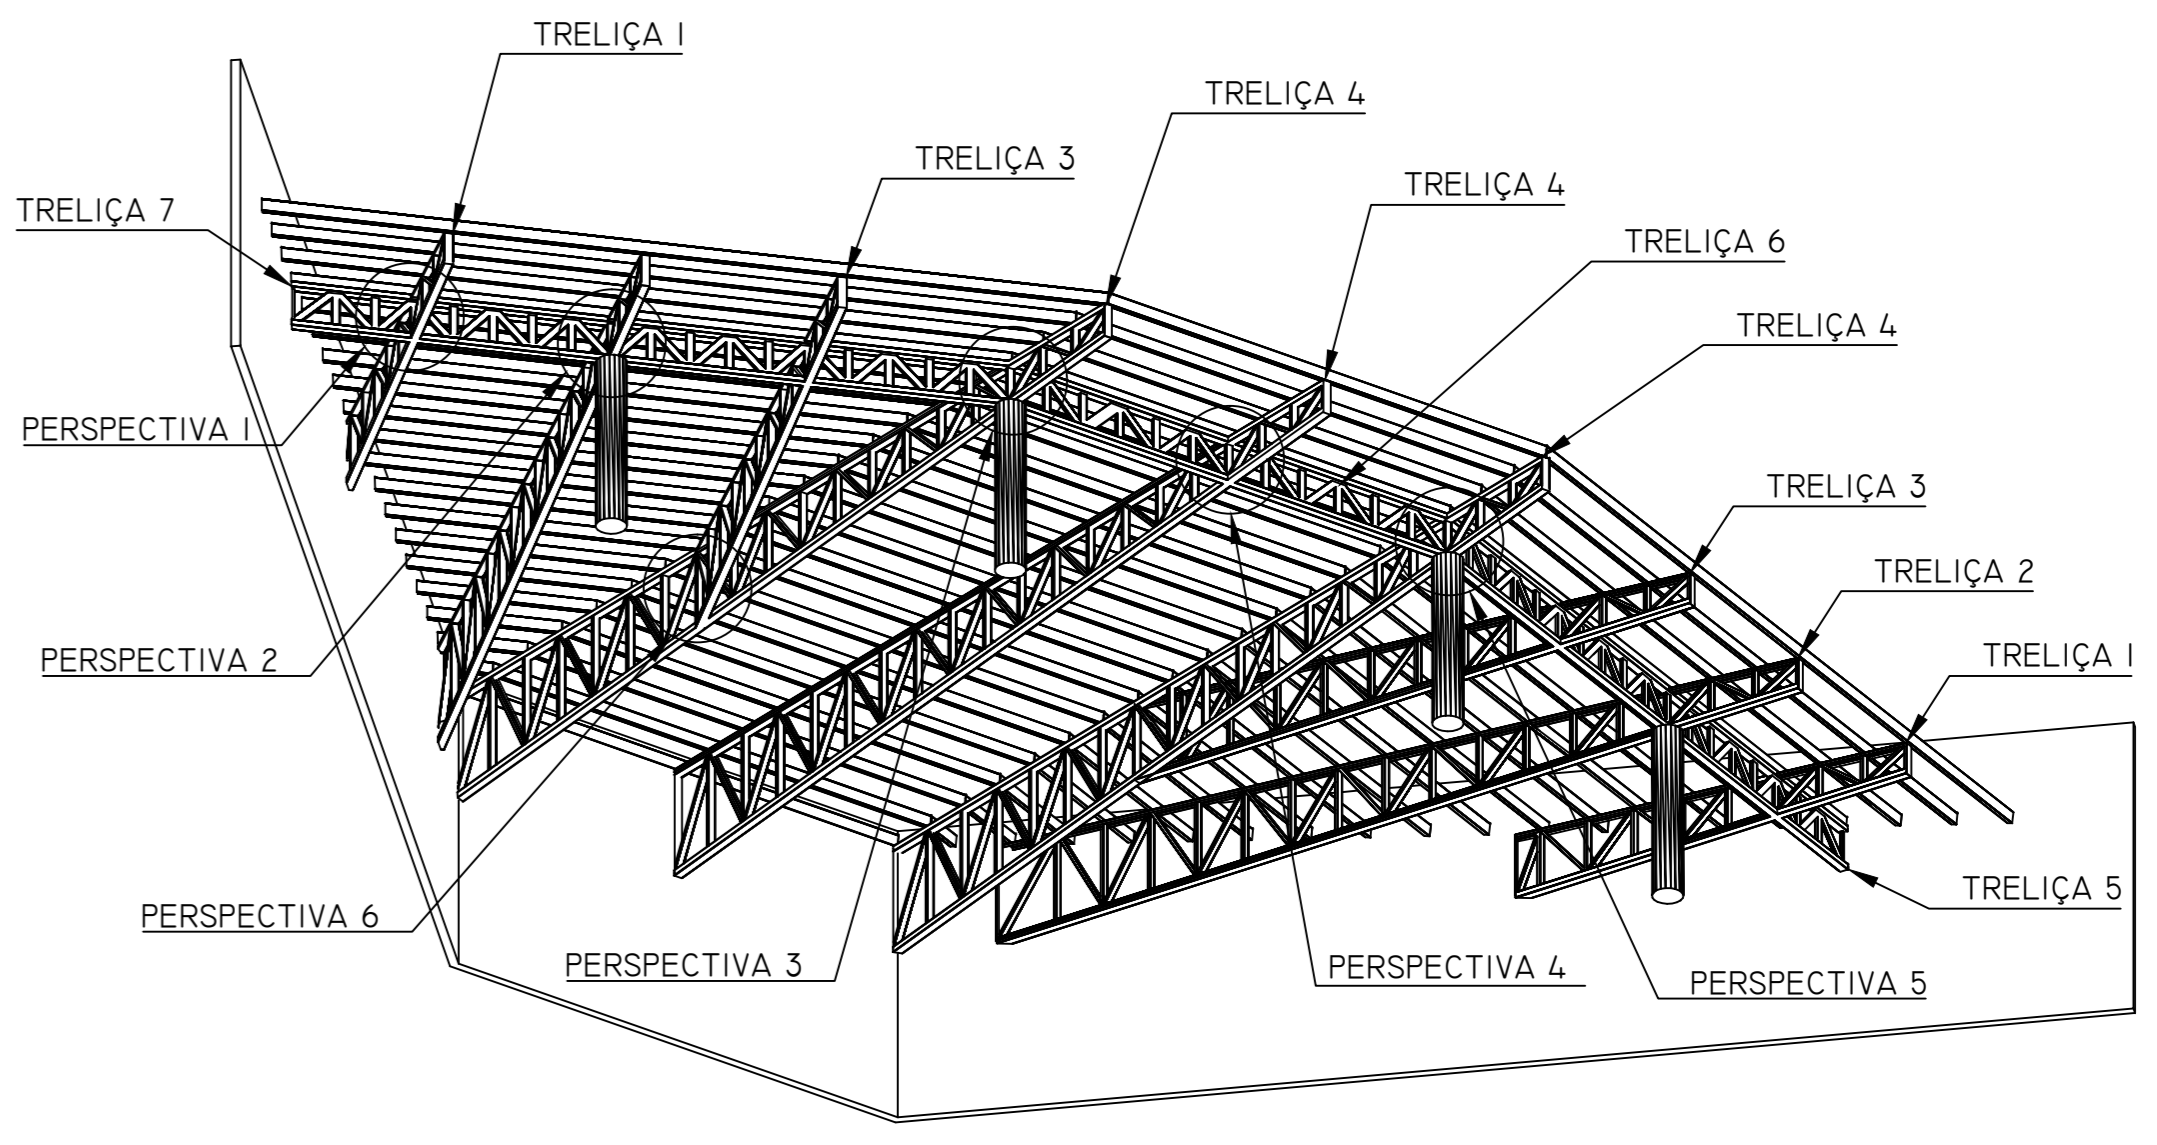 TRELIÇA 1
TRELIÇA 4
TRELIÇA 3
TRELIÇA 4
TRELIÇA 7
TRELIÇA 6
TRELIÇA 4
PERSPECTIVA 1
TRELIÇA 3
TRELIÇA 2
PERSPECTIVA 2
TRELIÇA 1
TRELIÇA 5
PERSPECTIVA 6
PERSPECTIVA 3
PERSPECTIVA 4
PERSPECTIVA 5